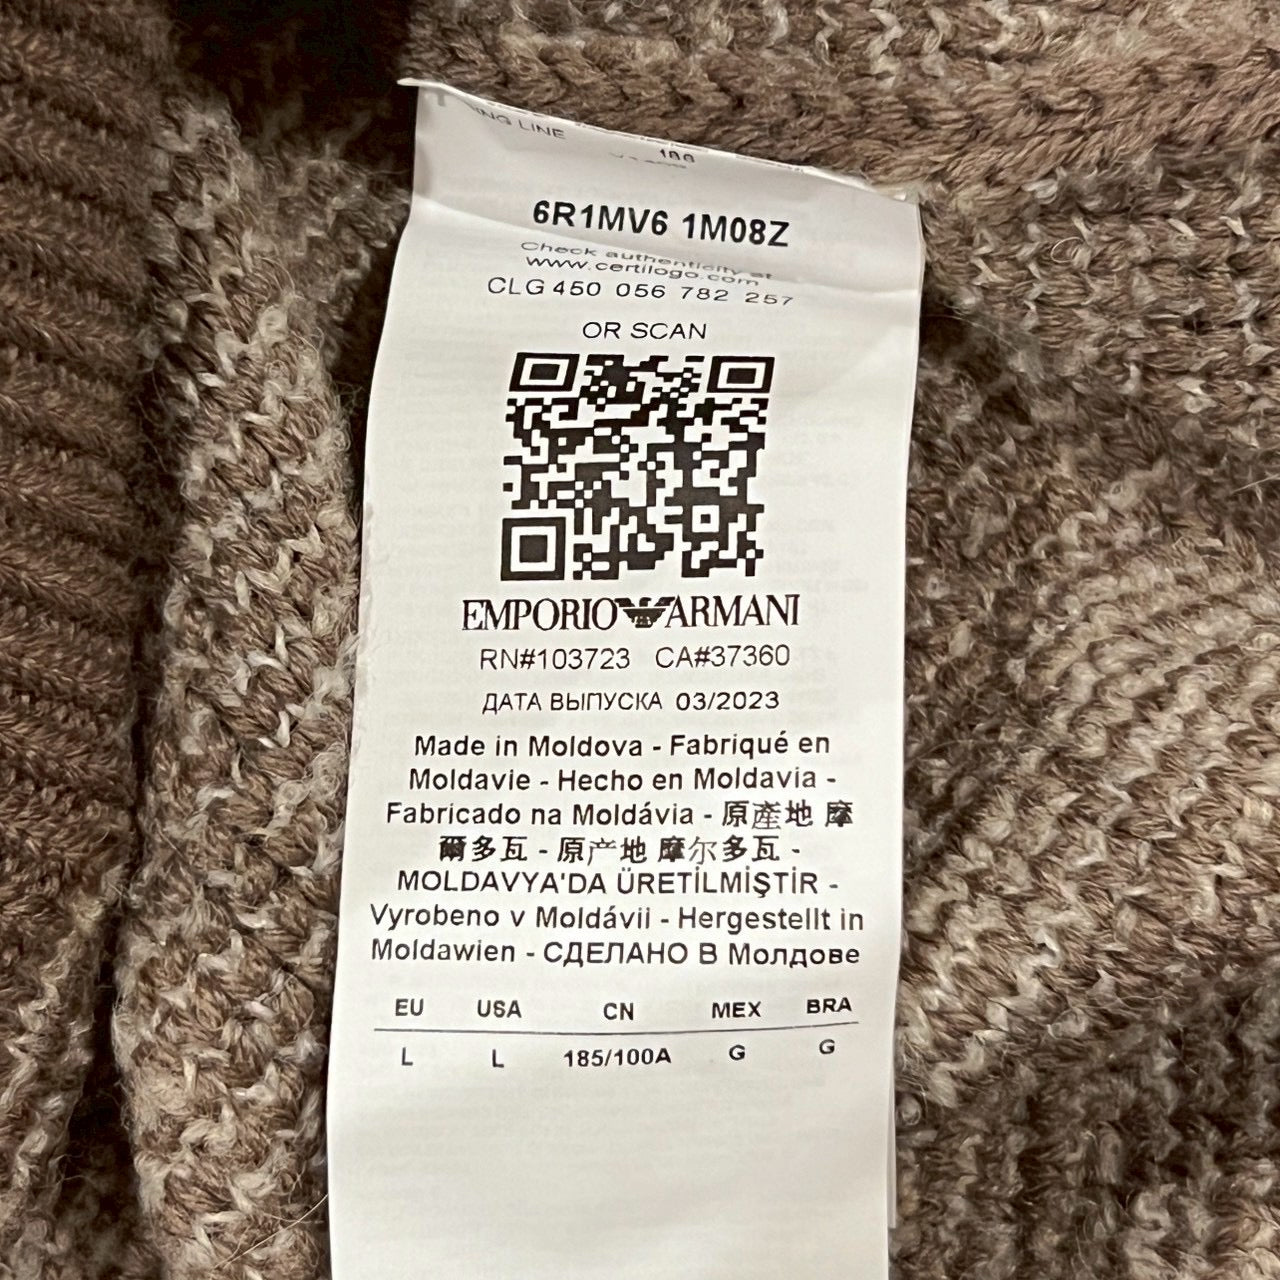 ING LINE
6R1MV6 1M08Z
Check authenticity at
www.certilogo.com
CLG 450 056 782 257
OR SCAN
EMPORIO ARMANI
RN#103723 CA#37360
ДАТА ВЫПУСКА 03/2023
Made in Moldova - Fabriqué en
Moldavie - Hecho en Moldavia -
Fabricado na Moldávia - 原產地 摩
爾多瓦 - 原产地 摩尔多瓦 -
MOLDAVYA'DA ÜRETİLMİŞTİR -
Vyrobeno v Moldávii - Hergestellt in
Moldawien - СДЕЛАНО В Молдове
EU USA CN MEX BRA
L L 185/100A G G